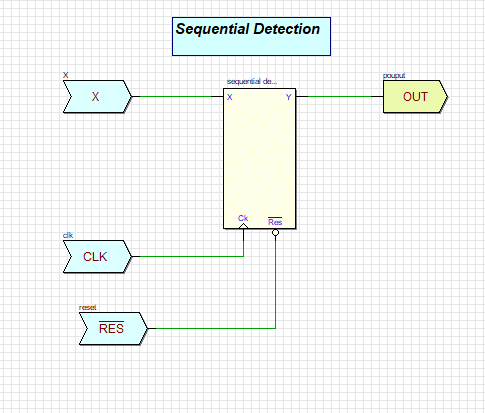 Sequential Detection
X
X
sequential de...
X
Y
pouput
OUT
Ck
Res
clk
CLK
reset
RES